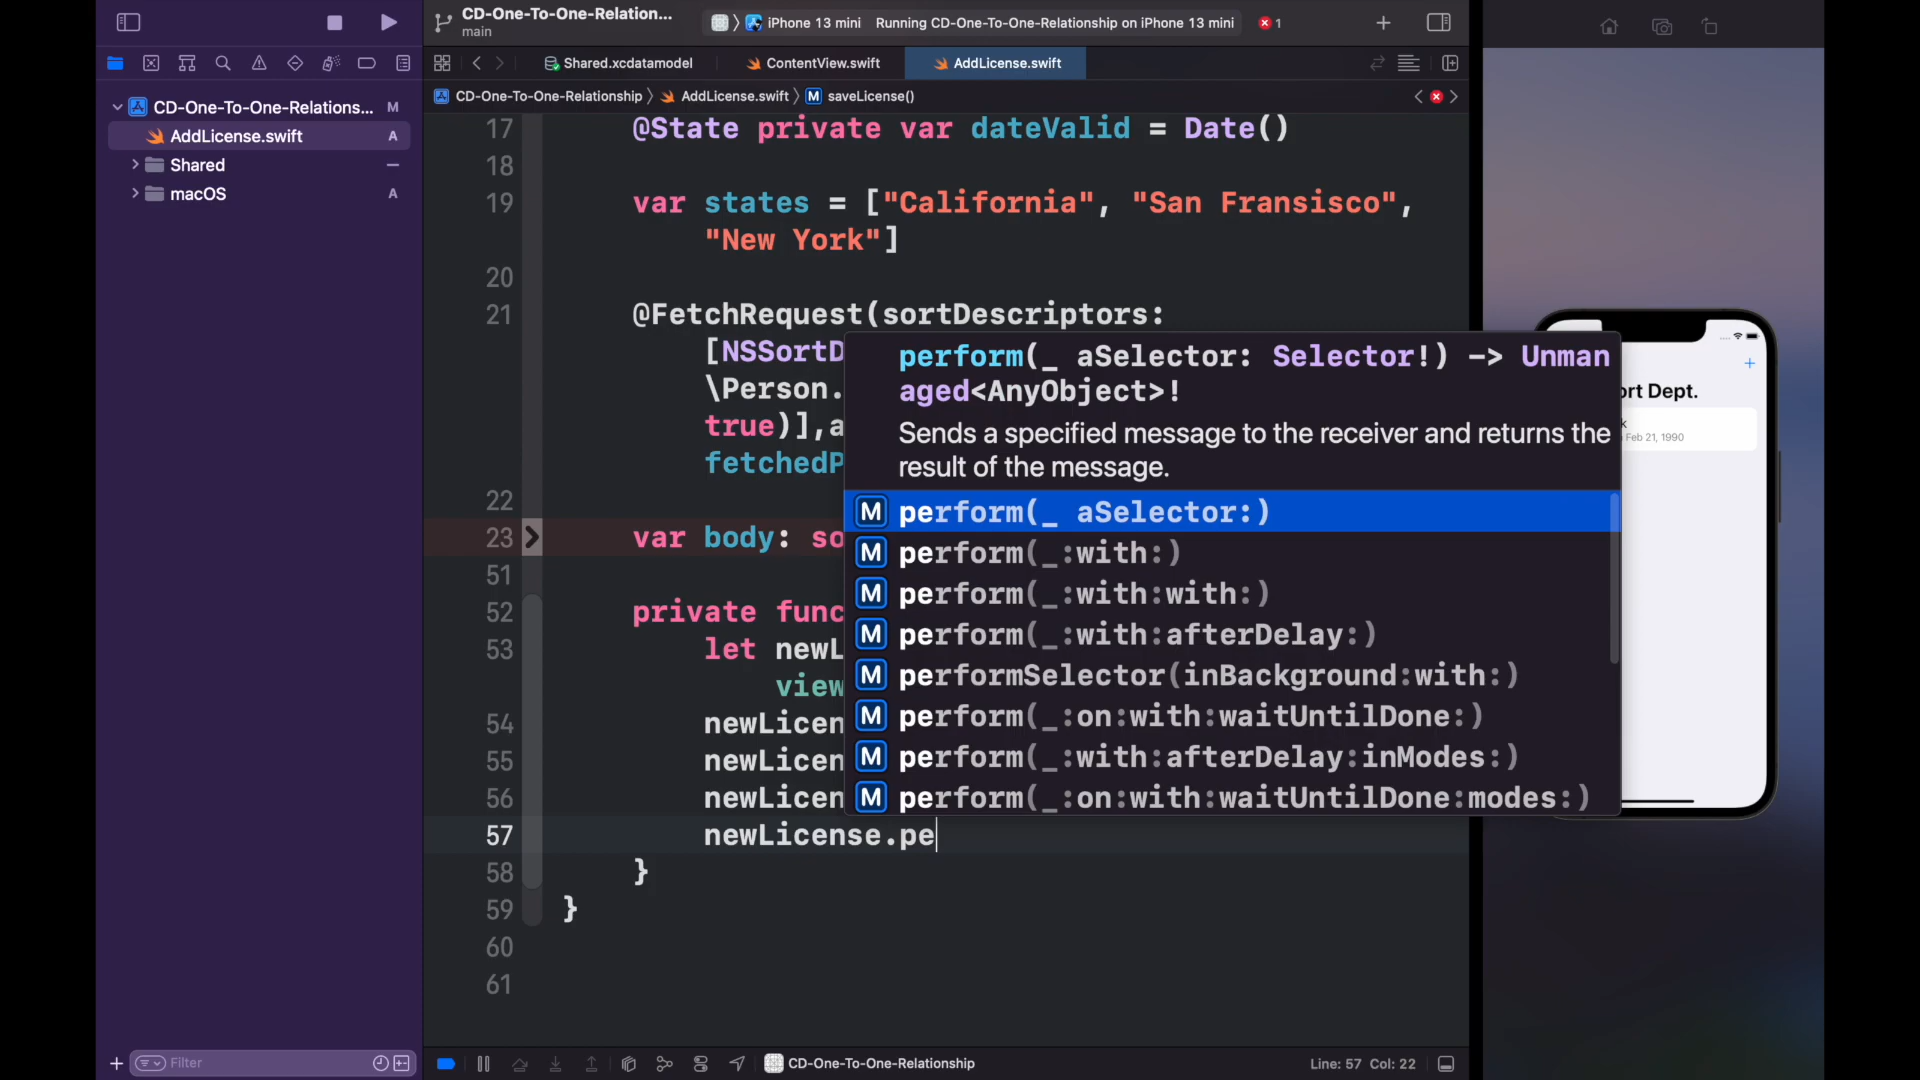 CD-One-To-One-Relation...
main
iPhone 13 mini
Running CD-One-To-One-Relationship on iPhone 13 mini
1
Shared.xcdatamodel
ContentView.swift
AddLicense.swift
CD-One-To-One-Relationship
AddLicense.swift
M saveLicense()
CD-One-To-One-Relations... M
AddLicense.swift A
Shared
macOS A
17 @State private var dateValid = Date()
18
19 var states = ["California", "San Fransisco",
"New York"]
20
21 @FetchRequest(sortDescriptors:
[NSSortD
\Person.
true)],a
fetchedP
22
23 var body: so
51
52 private func
53 let newL
view
54 newLicen
55 newLicen
56 newLicen
57 newLicense.pe
58 }
59 }
60
61
perform(_ aSelector: Selector!) -> Unman
aged<AnyObject>!
Sends a specified message to the receiver and returns the
result of the message.
M perform(_ aSelector:)
M perform(_:with:)
M perform(_:with:with:)
M perform(_:with:afterDelay:)
M performSelector(inBackground:with:)
M perform(_:on:with:waitUntilDone:)
M perform(_:with:afterDelay:inModes:)
M perform(_:on:with:waitUntilDone:modes:)
ort Dept.
k
Feb 21, 1990
Filter
CD-One-To-One-Relationship
Line: 57 Col: 22